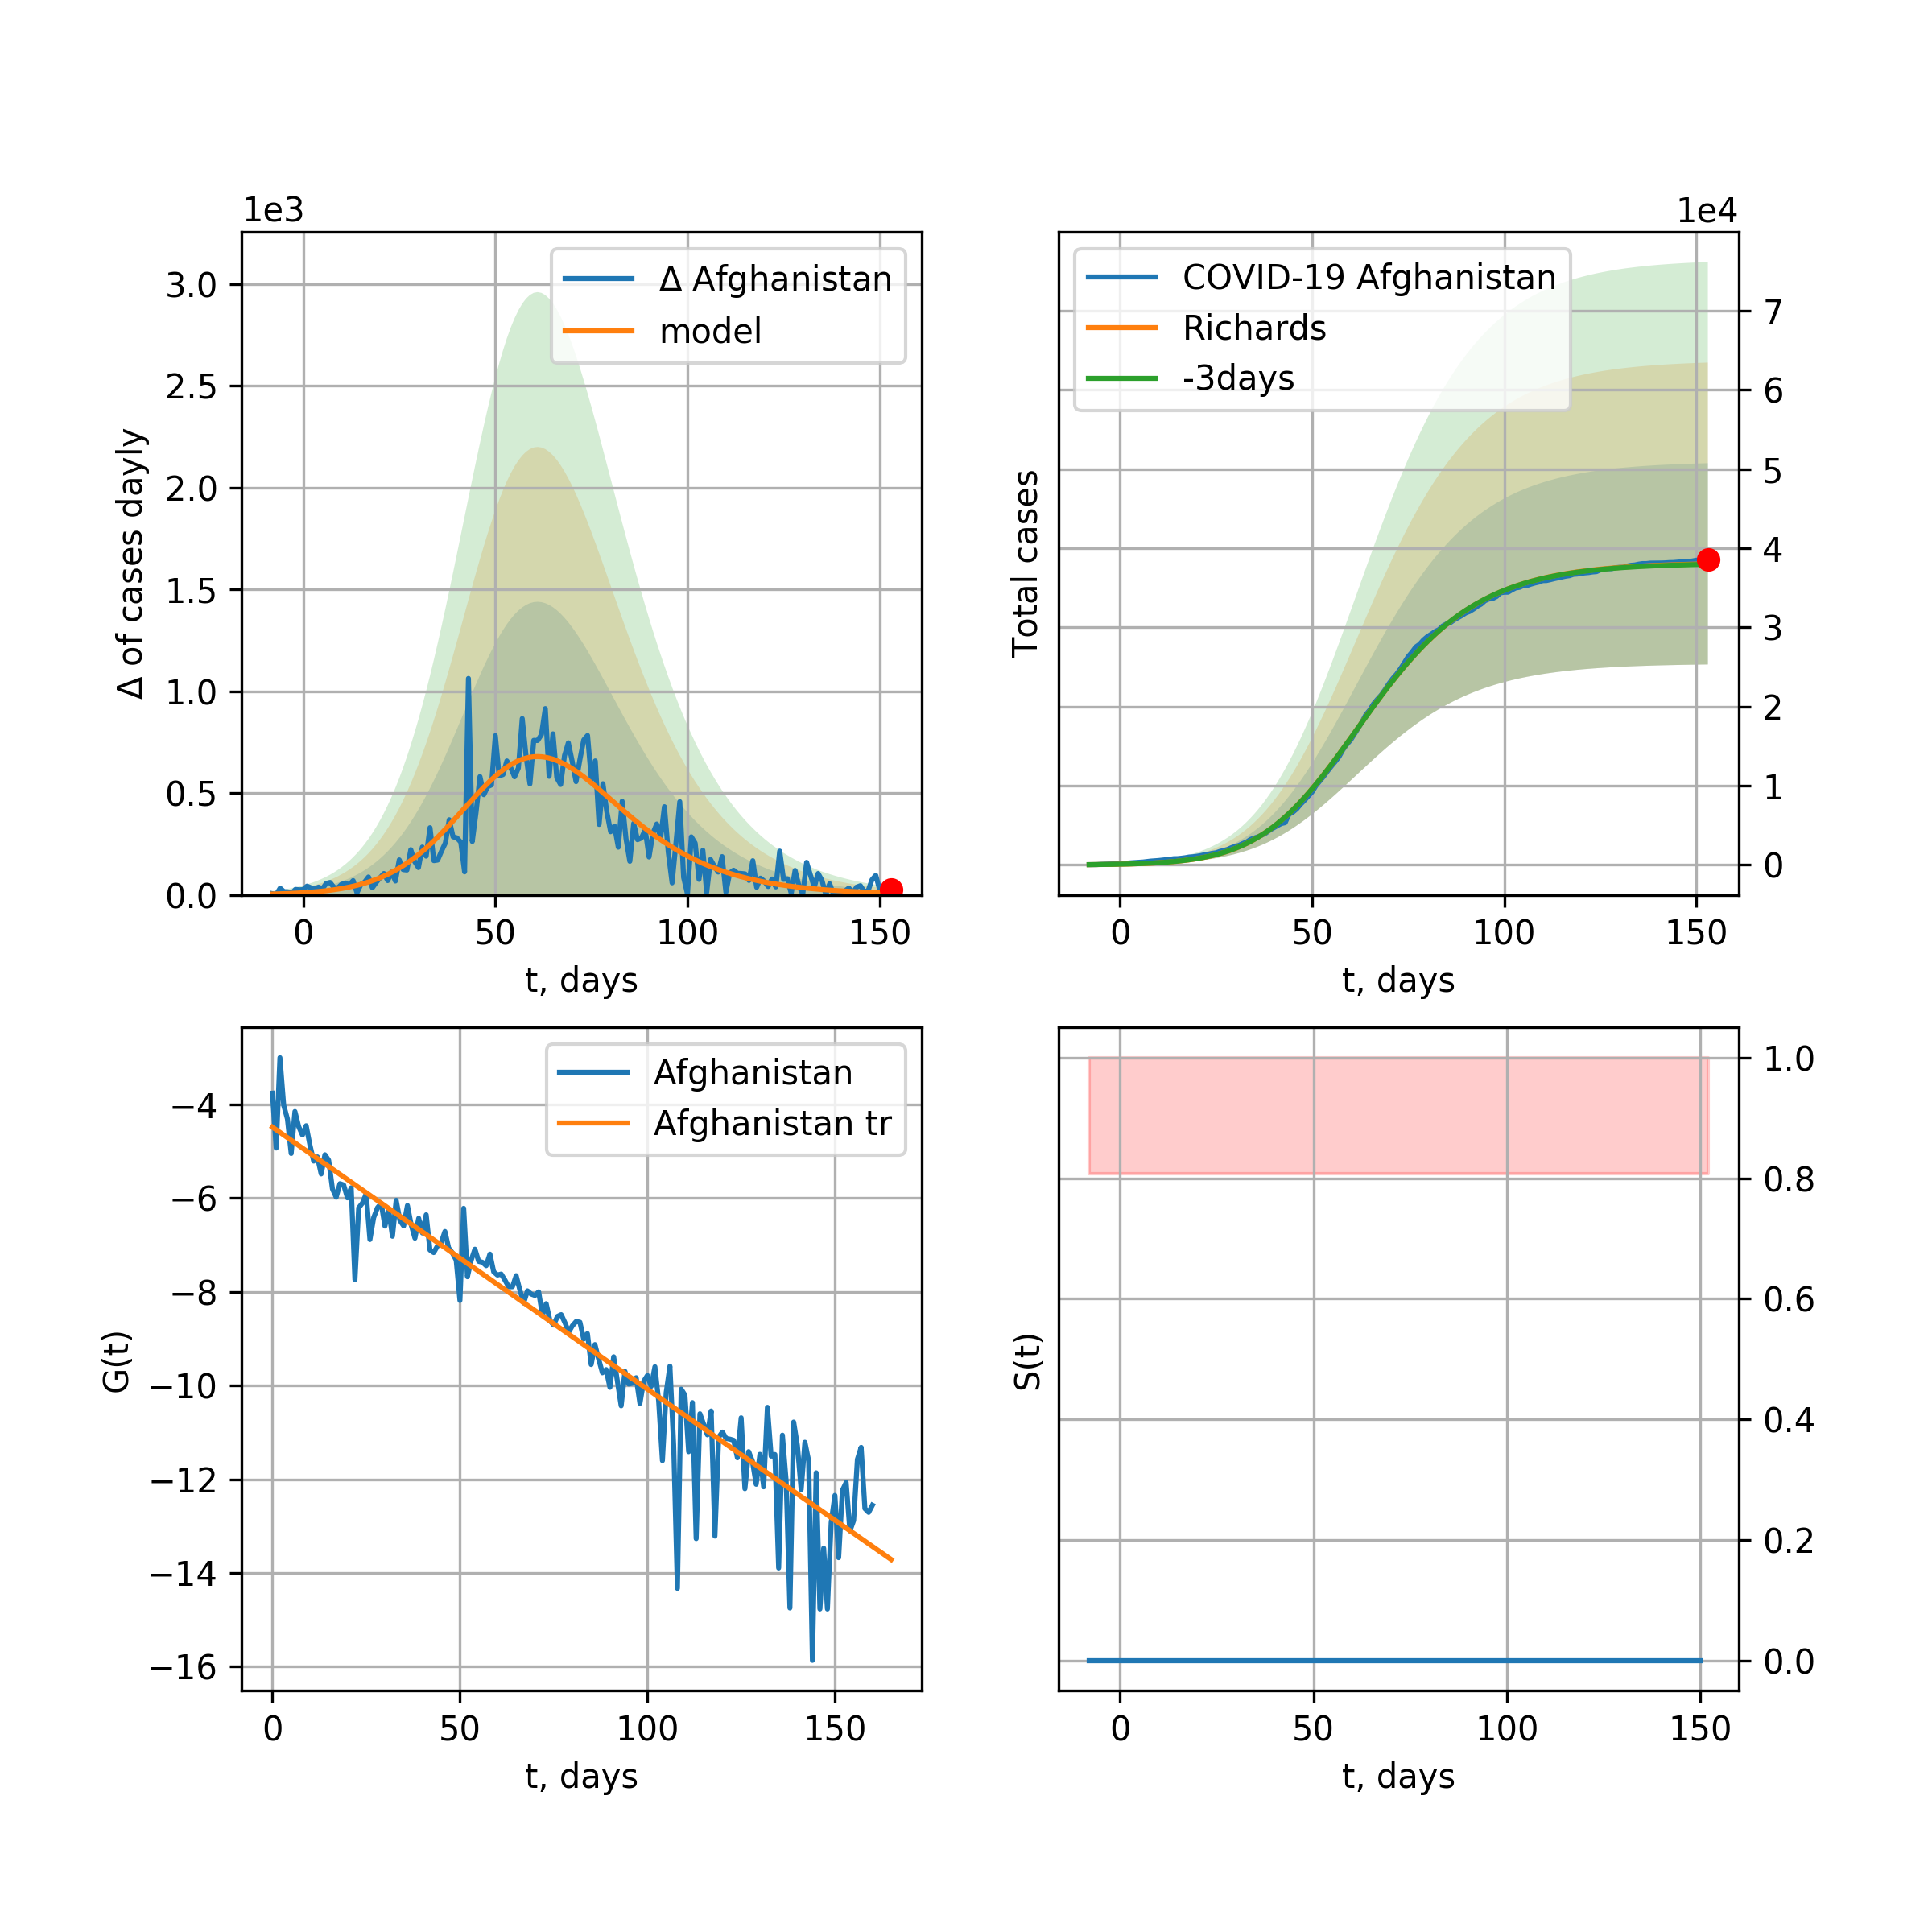 1e3
3.0
2.5
2.0
1.5
1.0
0.5
0.0
Δ of cases dayly
Δ Afghanistan
model
0
50
100
150
t, days
1e4
COVID-19 Afghanistan
Richards
-3days
7
6
5
4
3
2
1
0
Total cases
0
50
100
150
t, days
−4
−6
−8
−10
−12
−14
−16
G(t)
Afghanistan
Afghanistan tr
0
50
100
150
t, days
1.0
0.8
0.6
0.4
0.2
0.0
S(t)
0
50
100
150
t, days